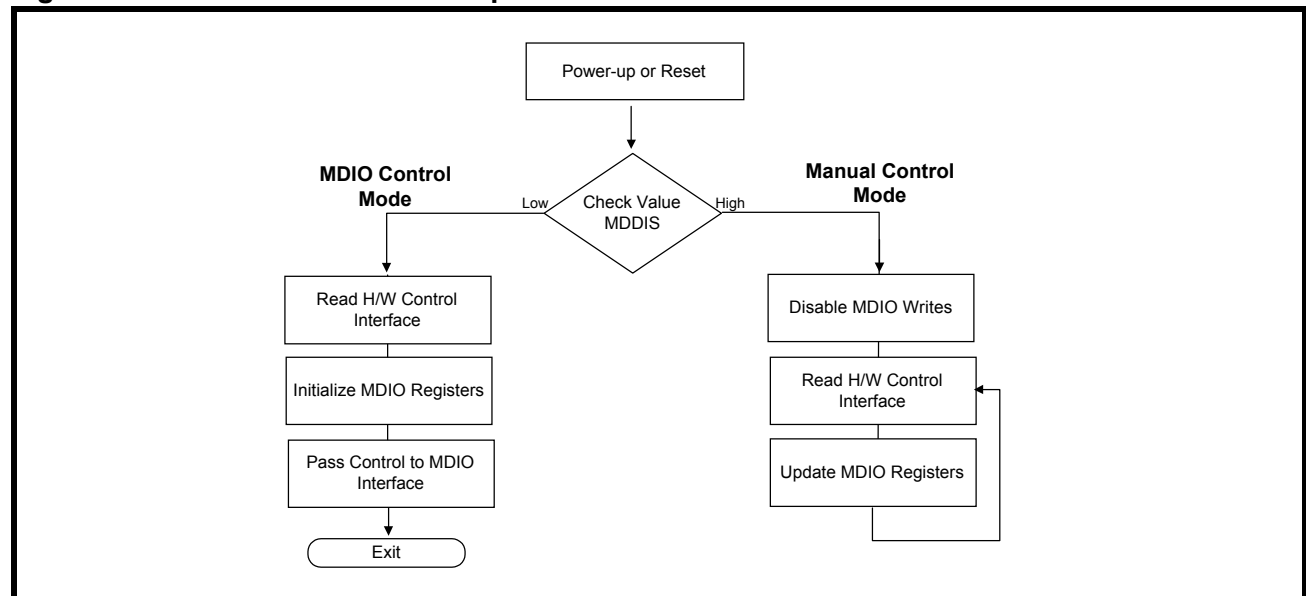 Power-up or Reset
MDIO Control
Mode
Manual Control
Mode
Low
Check Value
MDDIS
High
Read H/W Control
Interface
Initialize MDIO Registers
Pass Control to MDIO
Interface
Exit
Disable MDIO Writes
Read H/W Control
Interface
Update MDIO Registers